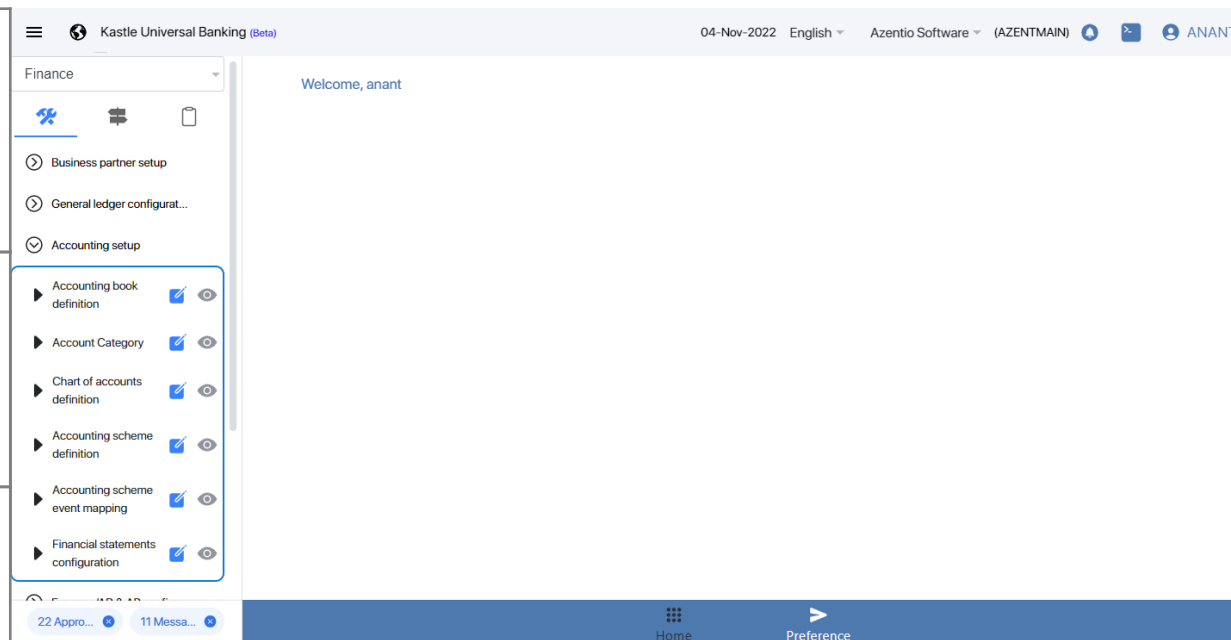 Kastle Universal Banking (Beta)
04-Nov-2022 English Azentio Software (AZENTMAIN) ANANT
Finance
Welcome, anant
Business partner setup
General ledger configurat...
Accounting setup
Accounting book
definition
Account Category
Chart of accounts
definition
Accounting scheme
definition
Accounting scheme
event mapping
Financial statements
configuration
22 Appro... 11 Messa...
Home Preference